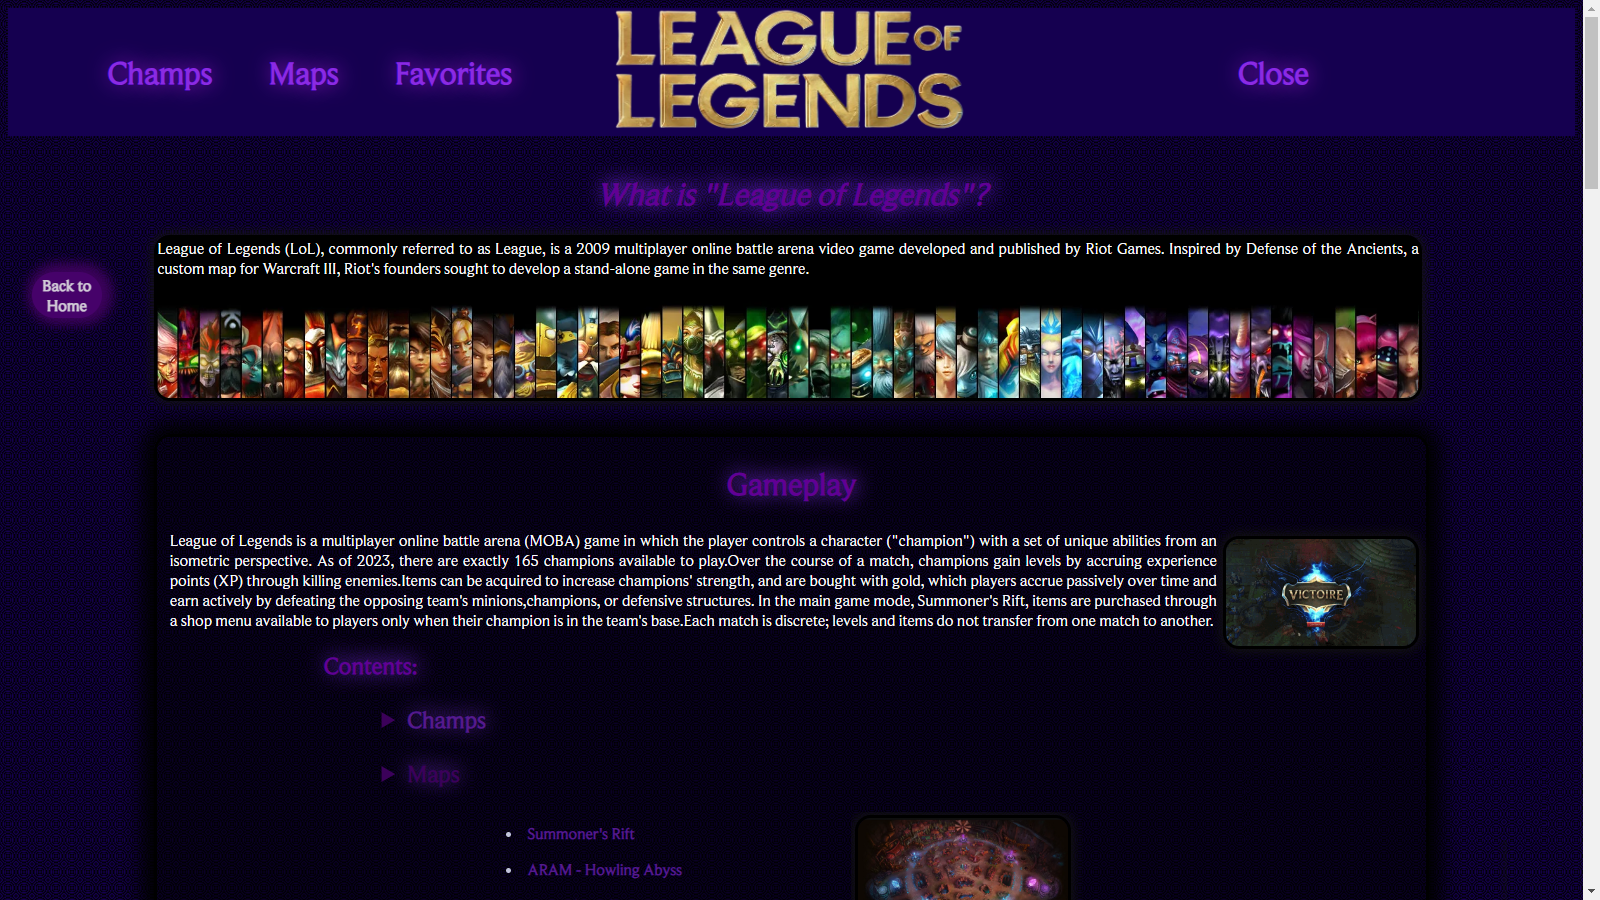 Champs
Maps
Favorites
LEAGUE OF
LEGENDS
Close
What is "League of Legends"?
League of Legends (LoL), commonly referred to as League, is a 2009 multiplayer online battle arena video game developed and published by Riot Games. Inspired by Defense of the Ancients, a
custom map for Warcraft III, Riot's founders sought to develop a stand-alone game in the same genre.
Back to
Home
Gameplay
League of Legends is a multiplayer online battle arena (MOBA) game in which the player controls a character ("champion") with a set of unique abilities from an
isometric perspective. As of 2023, there are exactly 165 champions available to play.Over the course of a match, champions gain levels by accruing experience
points (XP) through killing enemies.Items can be acquired to increase champions' strength, and are bought with gold, which players accrue passively over time and
earn actively by defeating the opposing team's minions,champions, or defensive structures. In the main game mode, Summoner's Rift, items are purchased through
a shop menu available to players only when their champion is in the team's base.Each match is discrete; levels and items do not transfer from one match to another.
VICTOIRE
Contents:
Champs
Maps
Summoner's Rift
ARAM - Howling Abyss